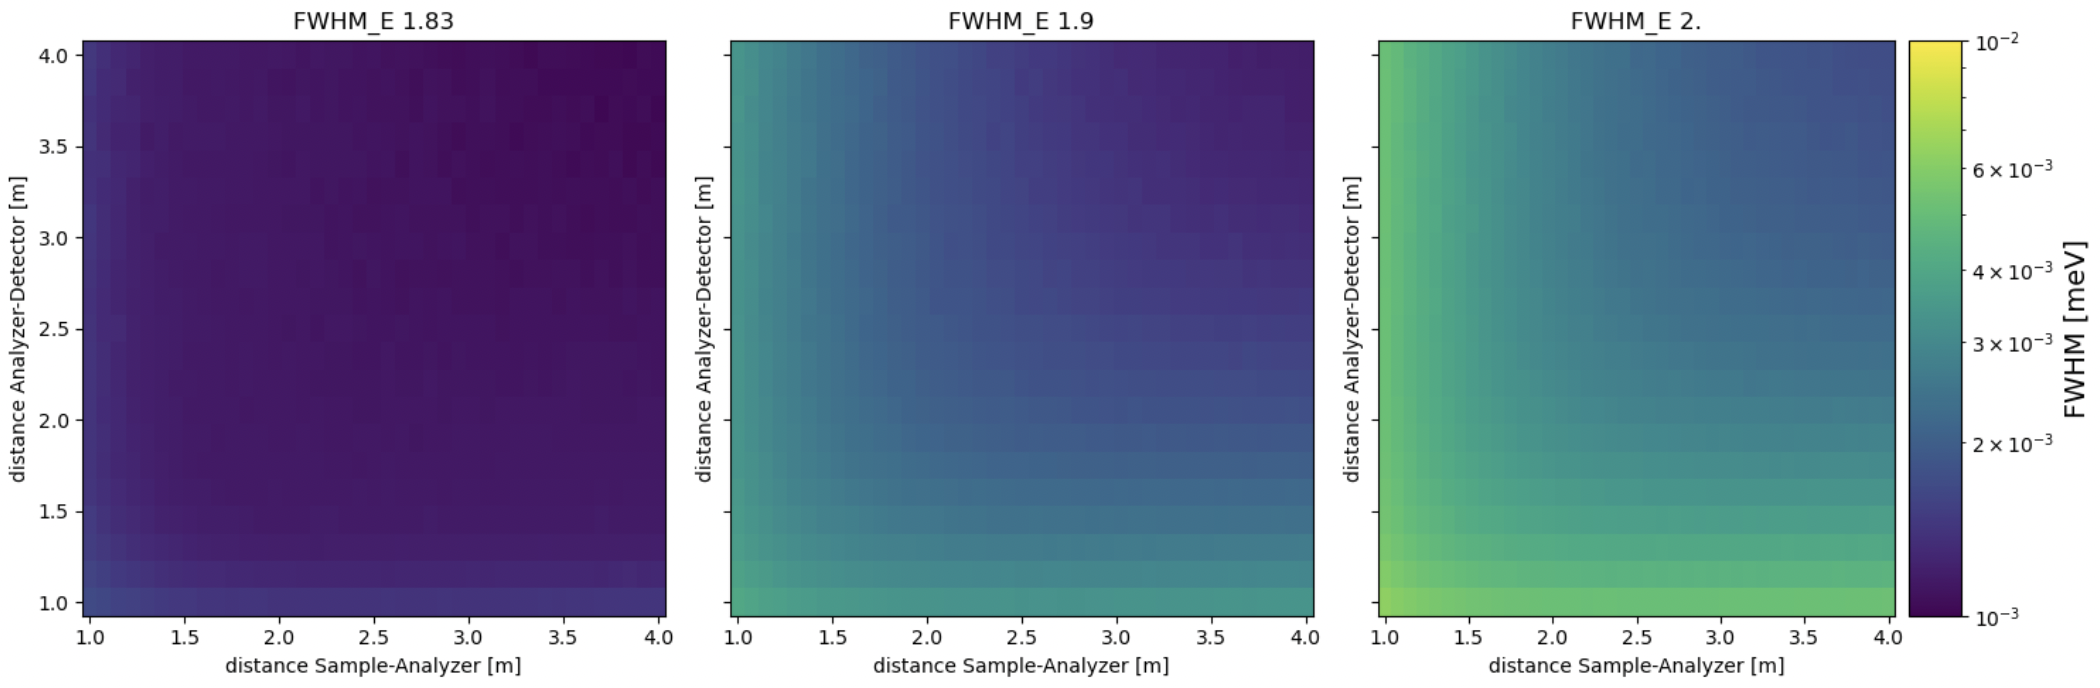 FWHM_E 1.83
4.0
3.5
3.0
2.5
2.0
1.5
1.0
distance Analyzer-Detector [m]
1.0 1.5 2.0 2.5 3.0 3.5 4.0
distance Sample-Analyzer [m]
FWHM_E 1.9
distance Analyzer-Detector [m]
1.0 1.5 2.0 2.5 3.0 3.5 4.0
distance Sample-Analyzer [m]
FWHM_E 2.
distance Analyzer-Detector [m]
1.0 1.5 2.0 2.5 3.0 3.5 4.0
distance Sample-Analyzer [m]
10⁻²
6 × 10⁻³
4 × 10⁻³
3 × 10⁻³
2 × 10⁻³
10⁻³
FWHM [meV]